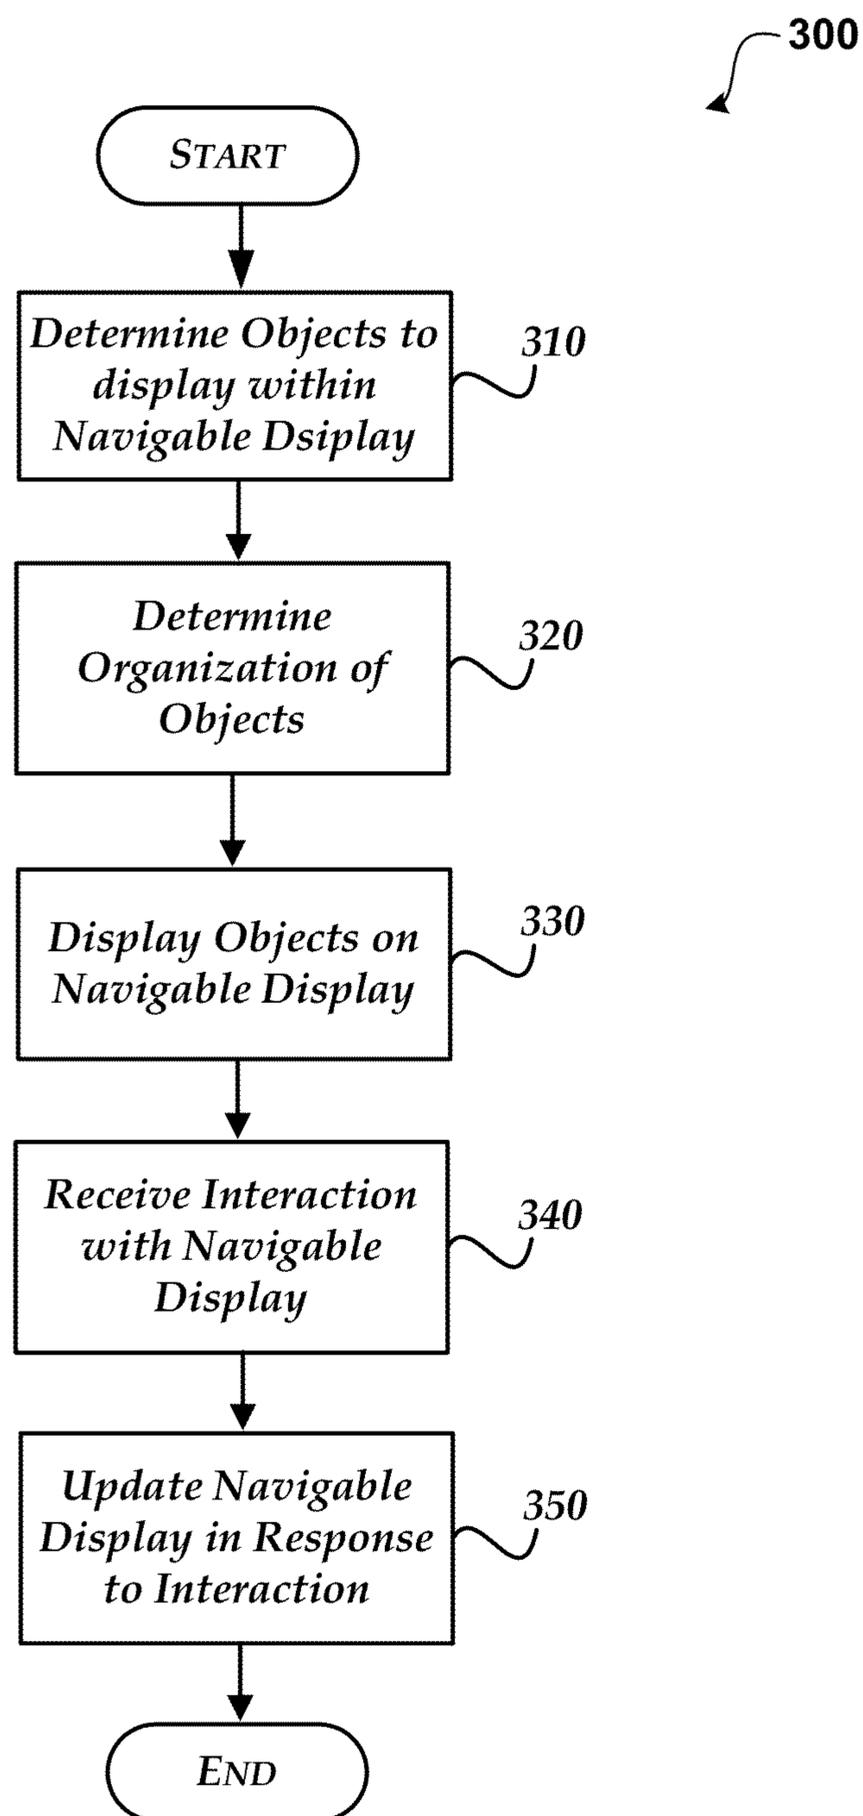 300
START
Determine Objects to
display within
Navigable Dsiplay
310
Determine
Organization of
Objects
320
Display Objects on
Navigable Display
330
Receive Interaction
with Navigable
Display
340
Update Navigable
Display in Response
to Interaction
350
END